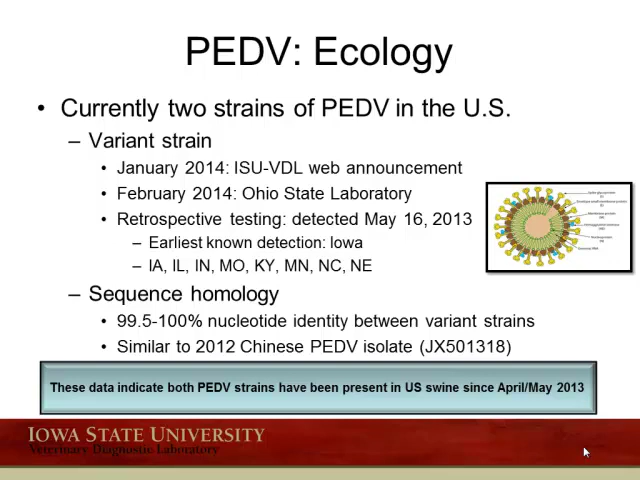 PEDV: Ecology
• Currently two strains of PEDV in the U.S.
– Variant strain
• January 2014: ISU-VDL web announcement
• February 2014: Ohio State Laboratory
• Retrospective testing: detected May 16, 2013
– Earliest known detection: Iowa
– IA, IL, IN, MO, KY, MN, NC, NE
– Sequence homology
• 99.5-100% nucleotide identity between variant strains
• Similar to 2012 Chinese PEDV isolate (JX501318)
These data indicate both PEDV strains have been present in US swine since April/May 2013
IOWA STATE UNIVERSITY
Veterinary Diagnostic Laboratory